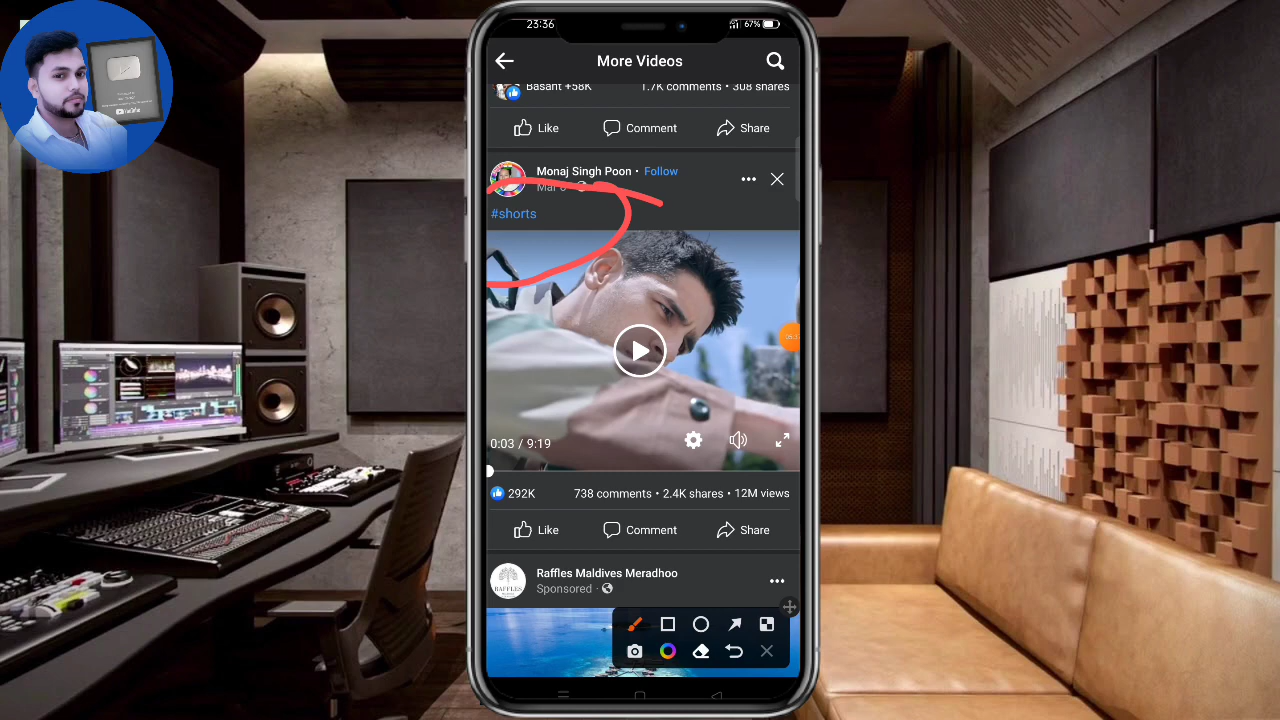 23:36
67%
More Videos
Basant +58K 1.7K comments • 308 shares
Like Comment Share
Monaj Singh Poon • Follow
#shorts
0:03 / 9:19
292K 738 comments • 2.4K shares • 12M views
Like Comment Share
RAFFLES
Raffles Maldives Meradhoo
Sponsored ·
YouTube